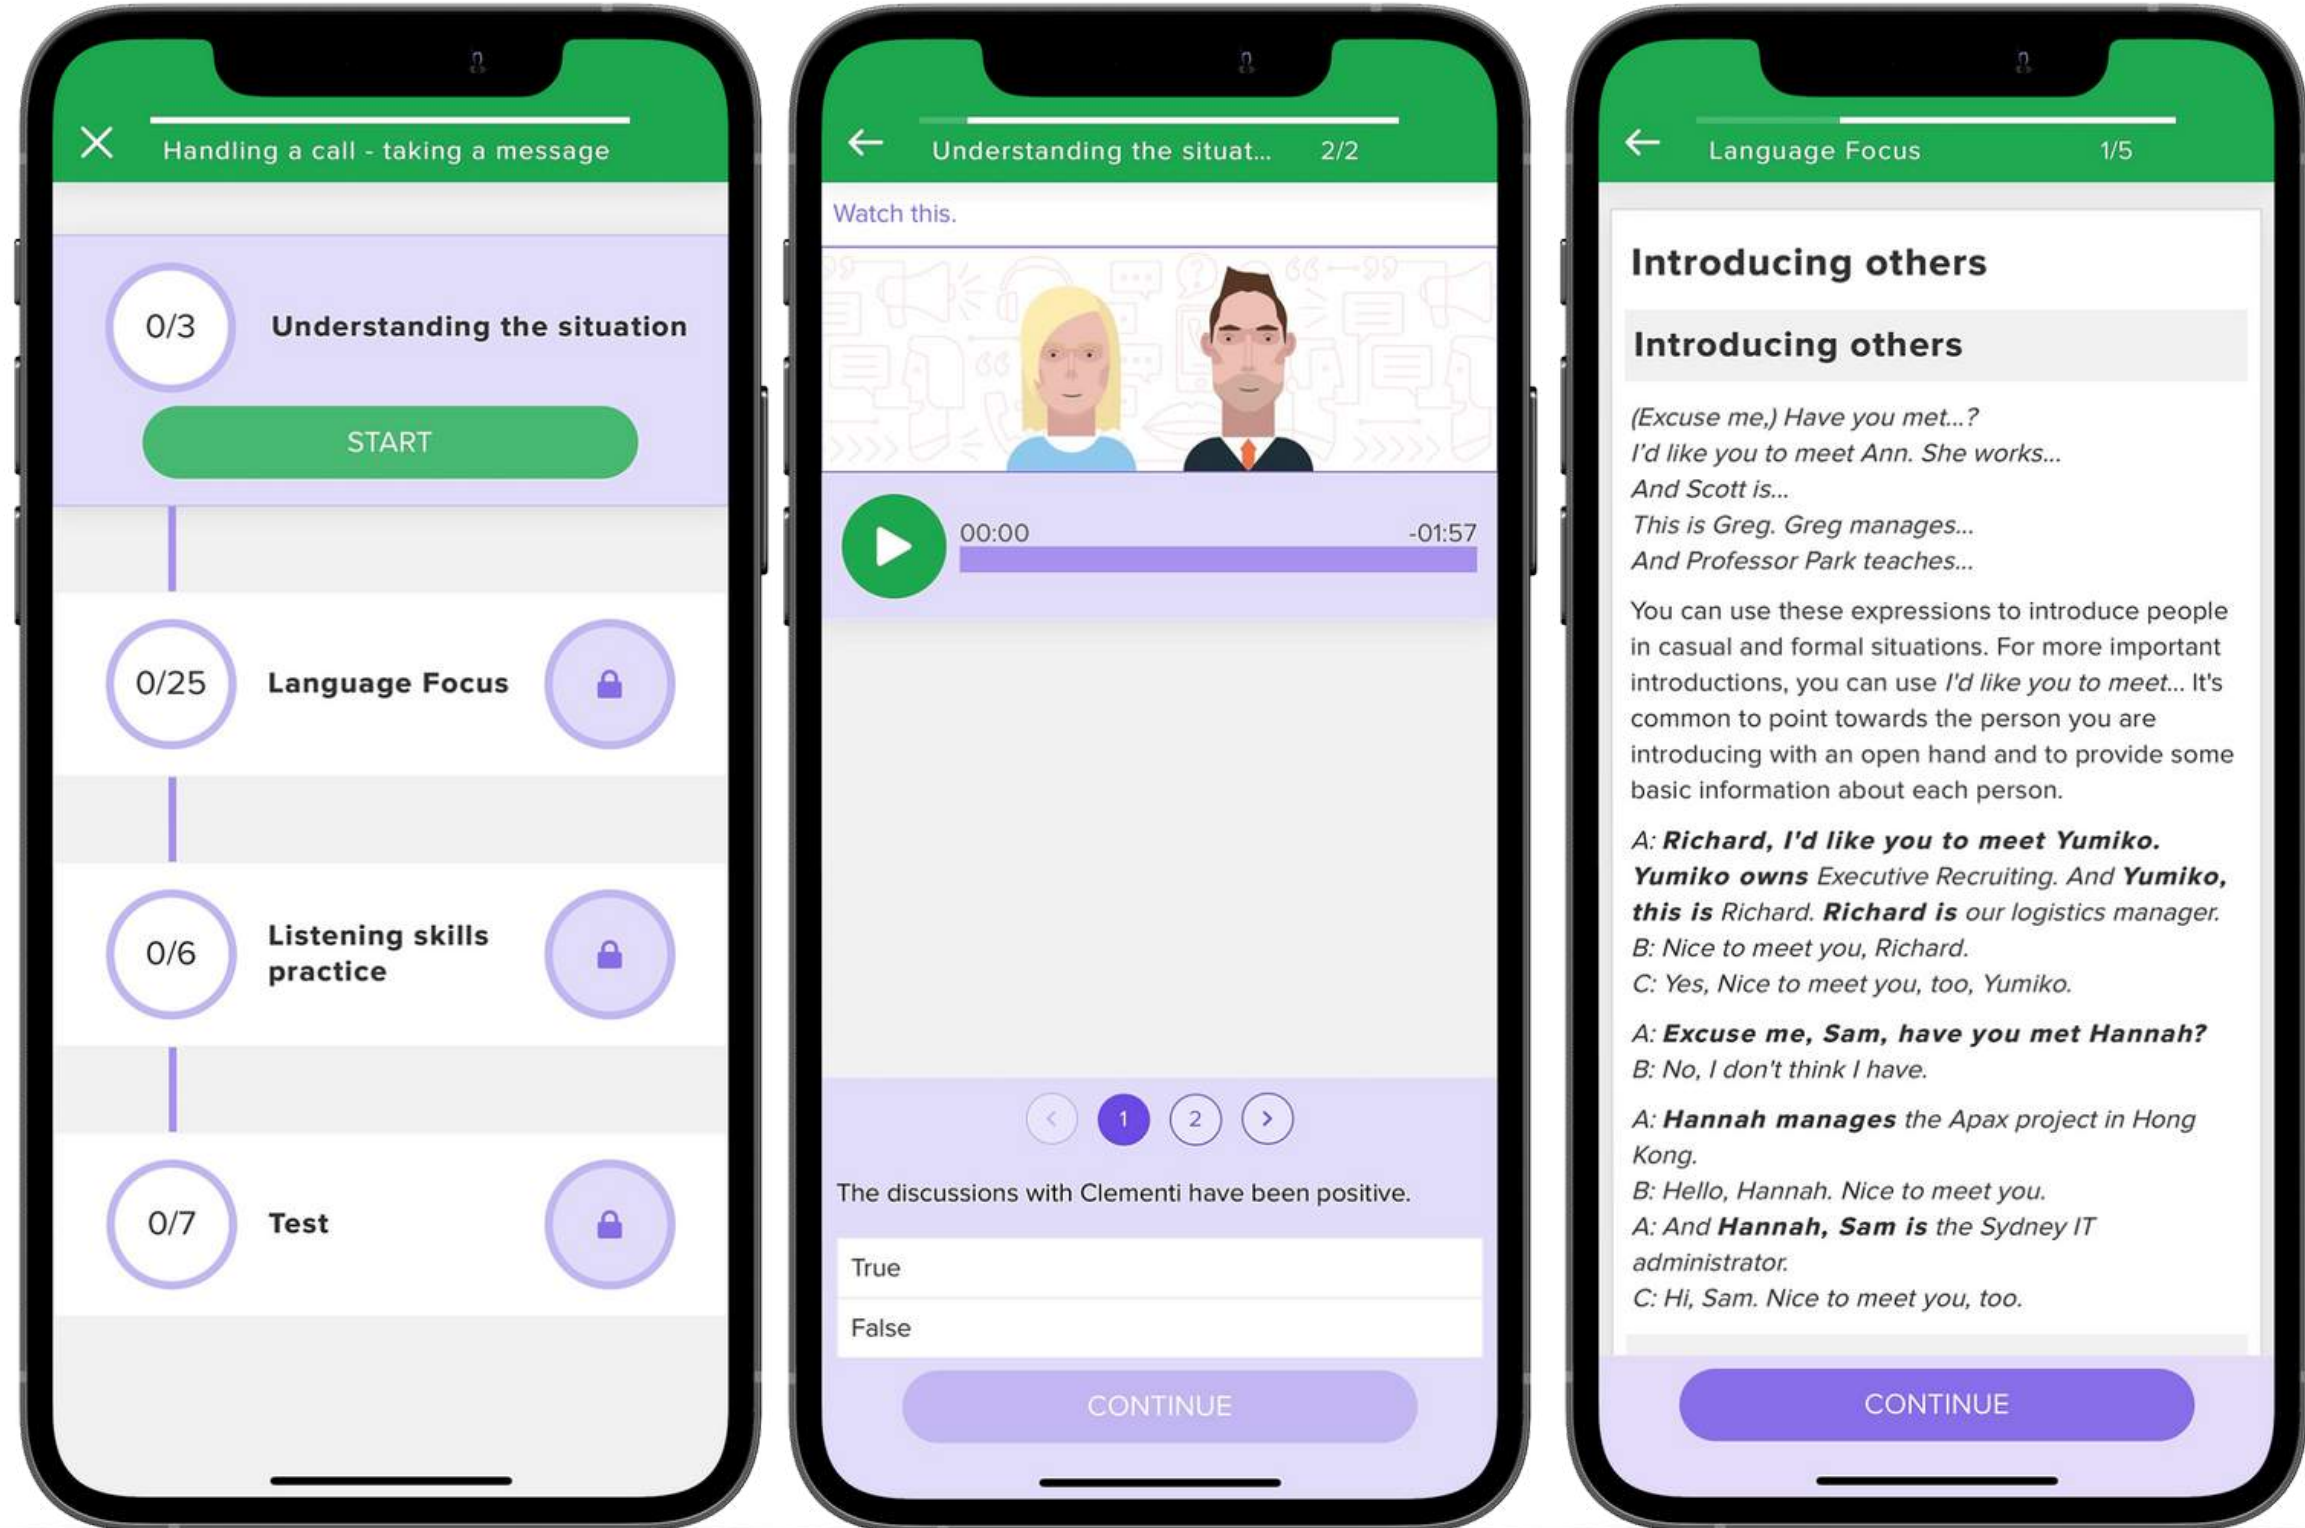 Handling a call - taking a message
0/3
Understanding the situation
START
0/25
Language Focus
0/6
Listening skills
practice
0/7
Test
Understanding the situat...
2/2
Watch this.
00:00
-01:57
1
2
The discussions with Clementi have been positive.
True
False
CONTINUE
Language Focus
1/5
Introducing others
Introducing others
(Excuse me,) Have you met...?
I'd like you to meet Ann. She works...
And Scott is...
This is Greg. Greg manages...
And Professor Park teaches...
You can use these expressions to introduce people
in casual and formal situations. For more important
introductions, you can use I'd like you to meet... It's
common to point towards the person you are
introducing with an open hand and to provide some
basic information about each person.
A: Richard, I'd like you to meet Yumiko.
Yumiko owns Executive Recruiting. And Yumiko,
this is Richard. Richard is our logistics manager.
B: Nice to meet you, Richard.
C: Yes, Nice to meet you, too, Yumiko.
A: Excuse me, Sam, have you met Hannah?
B: No, I don't think I have.
A: Hannah manages the Apax project in Hong
Kong.
B: Hello, Hannah. Nice to meet you.
A: And Hannah, Sam is the Sydney IT
administrator.
C: Hi, Sam. Nice to meet you, too.
CONTINUE